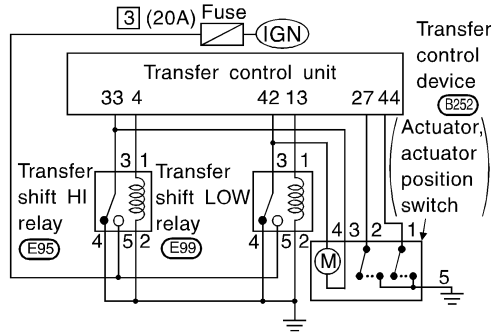 3 (20A) Fuse
IGN
Transfer control unit
33 4 42 13 27 44
Transfer control device
B252
(Actuator, actuator position switch)
3 1 3 1
Transfer shift HI relay
E95
Transfer shift LOW relay
E99
4 5 2 4 5 2
4 3 2 1
M
5